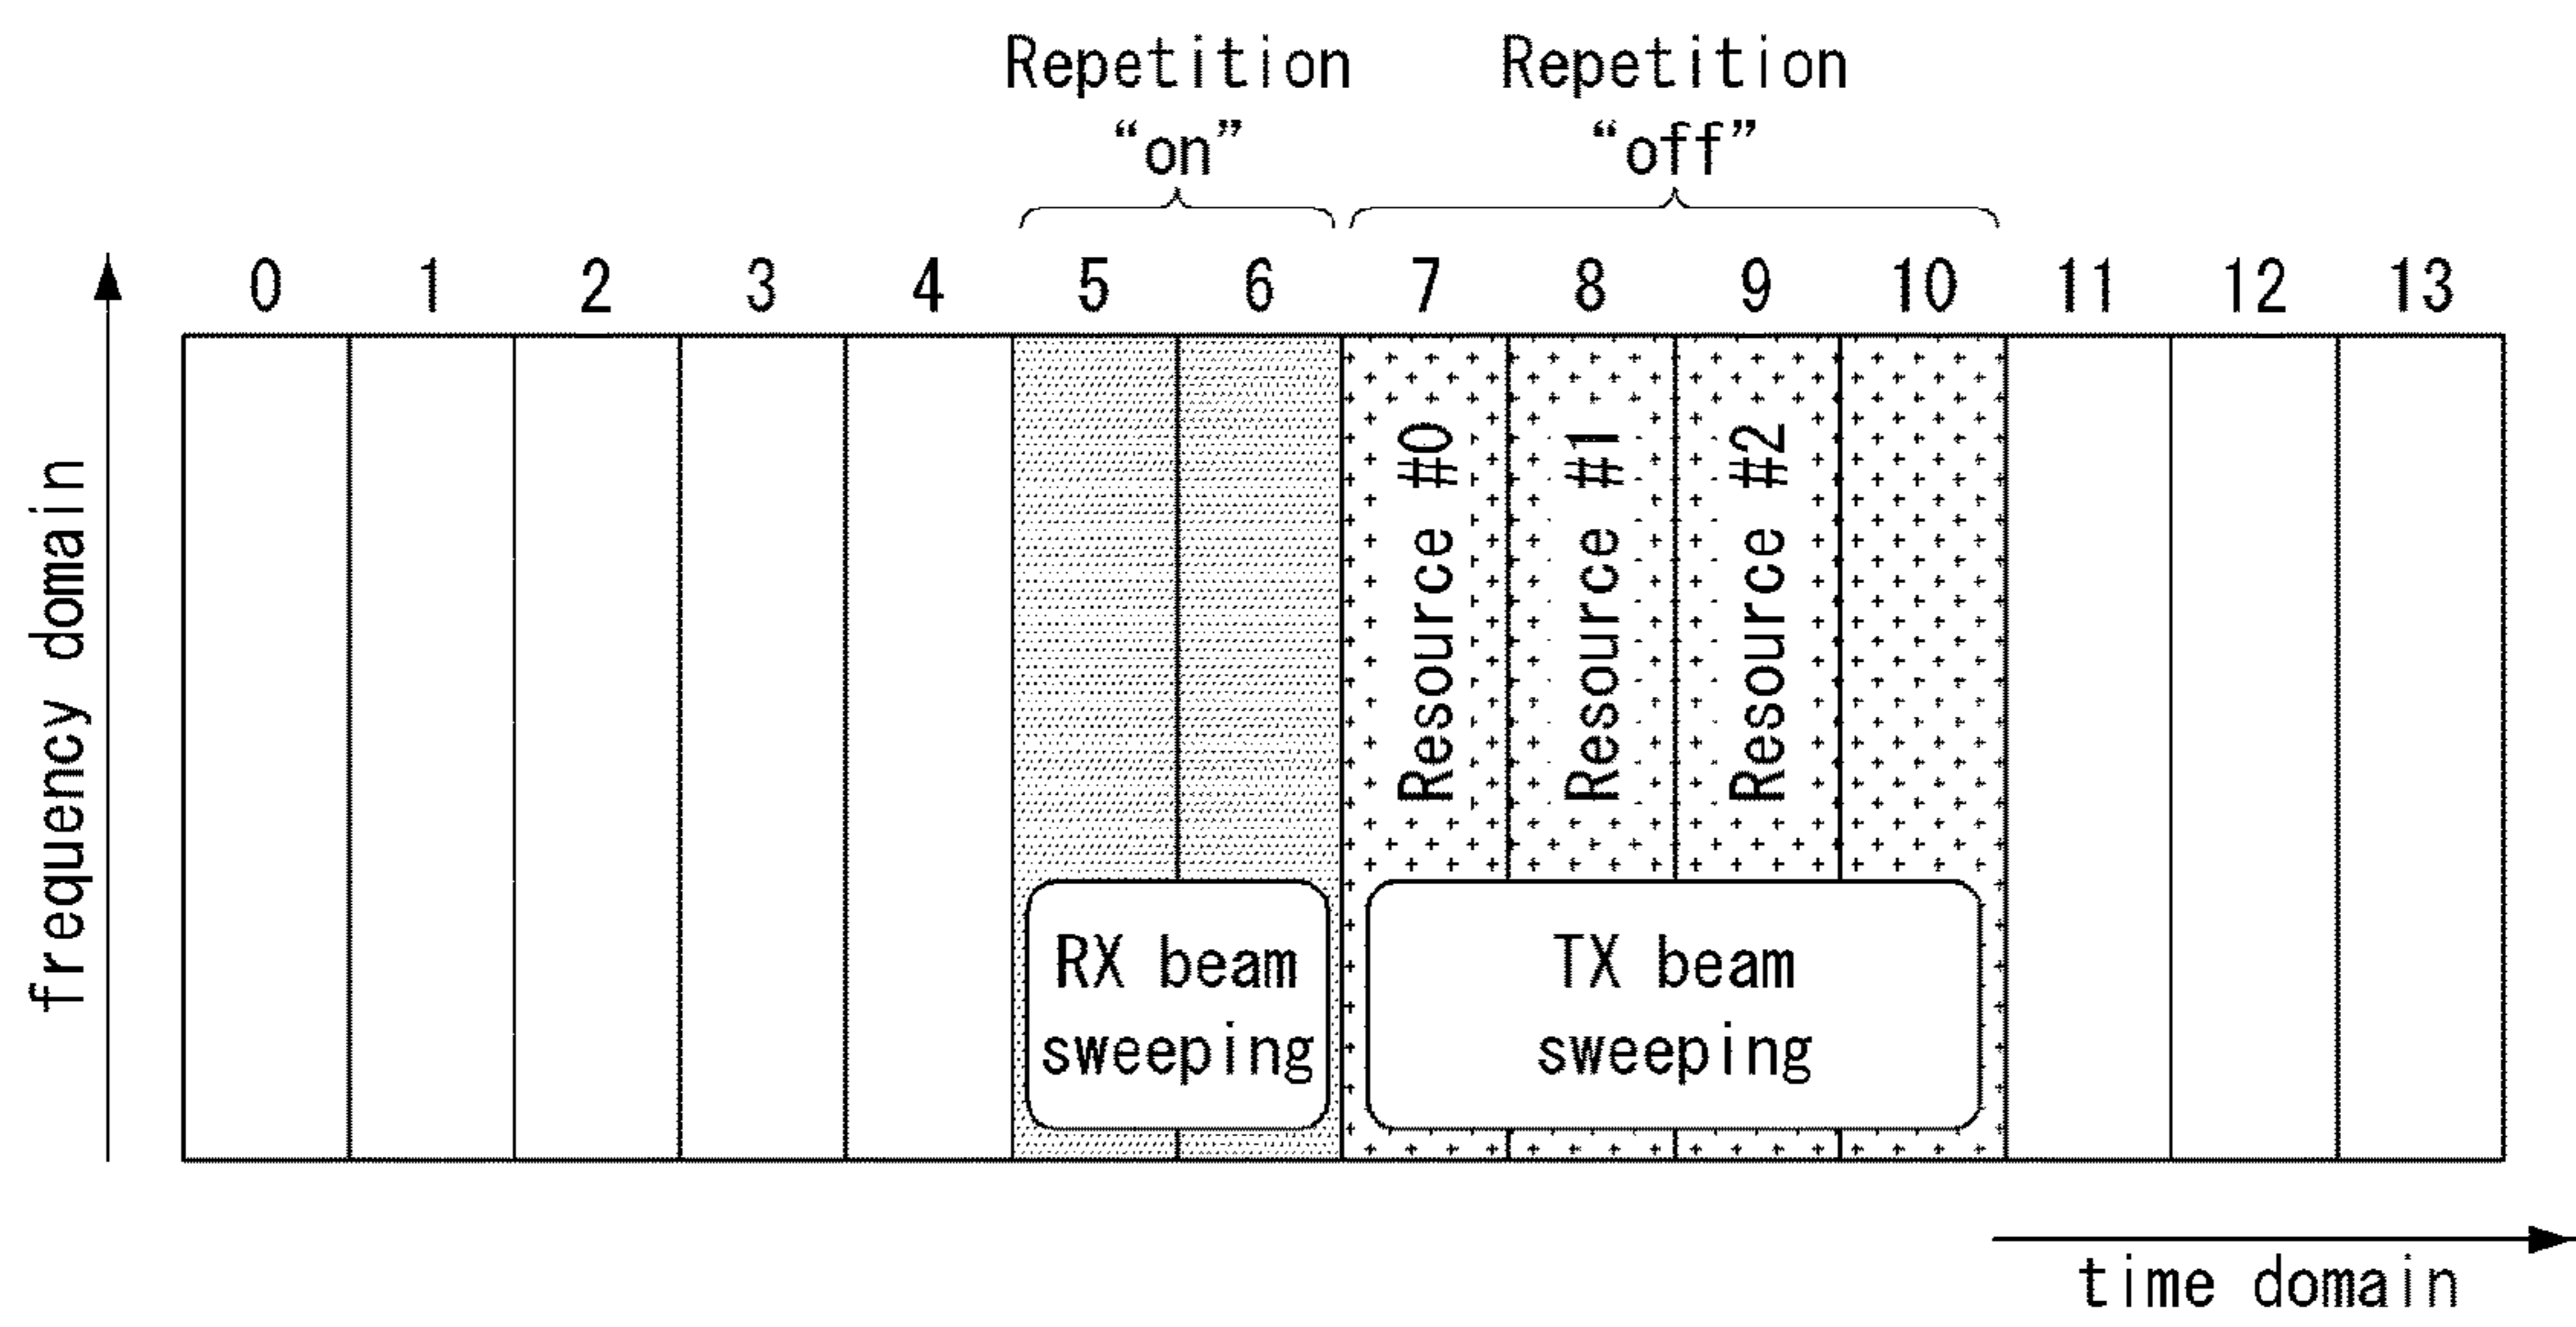 Repetition
“on”
Repetition
“off”
0 1 2 3 4 5 6 7 8 9 10 11 12 13
frequency domain
Resource #0
Resource #1
Resource #2
RX beam
sweeping
TX beam
sweeping
time domain